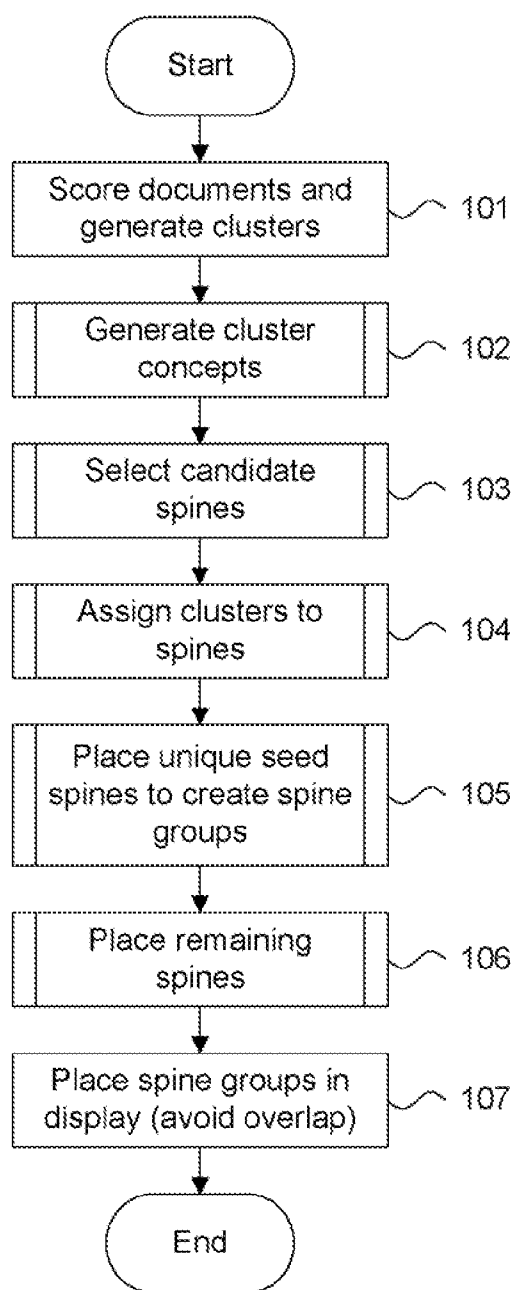 Start
Score documents and
generate clusters
101
Generate cluster
concepts
102
Select candidate
spines
103
Assign clusters to
spines
104
Place unique seed
spines to create spine
groups
105
Place remaining
spines
106
Place spine groups in
display (avoid overlap)
107
End